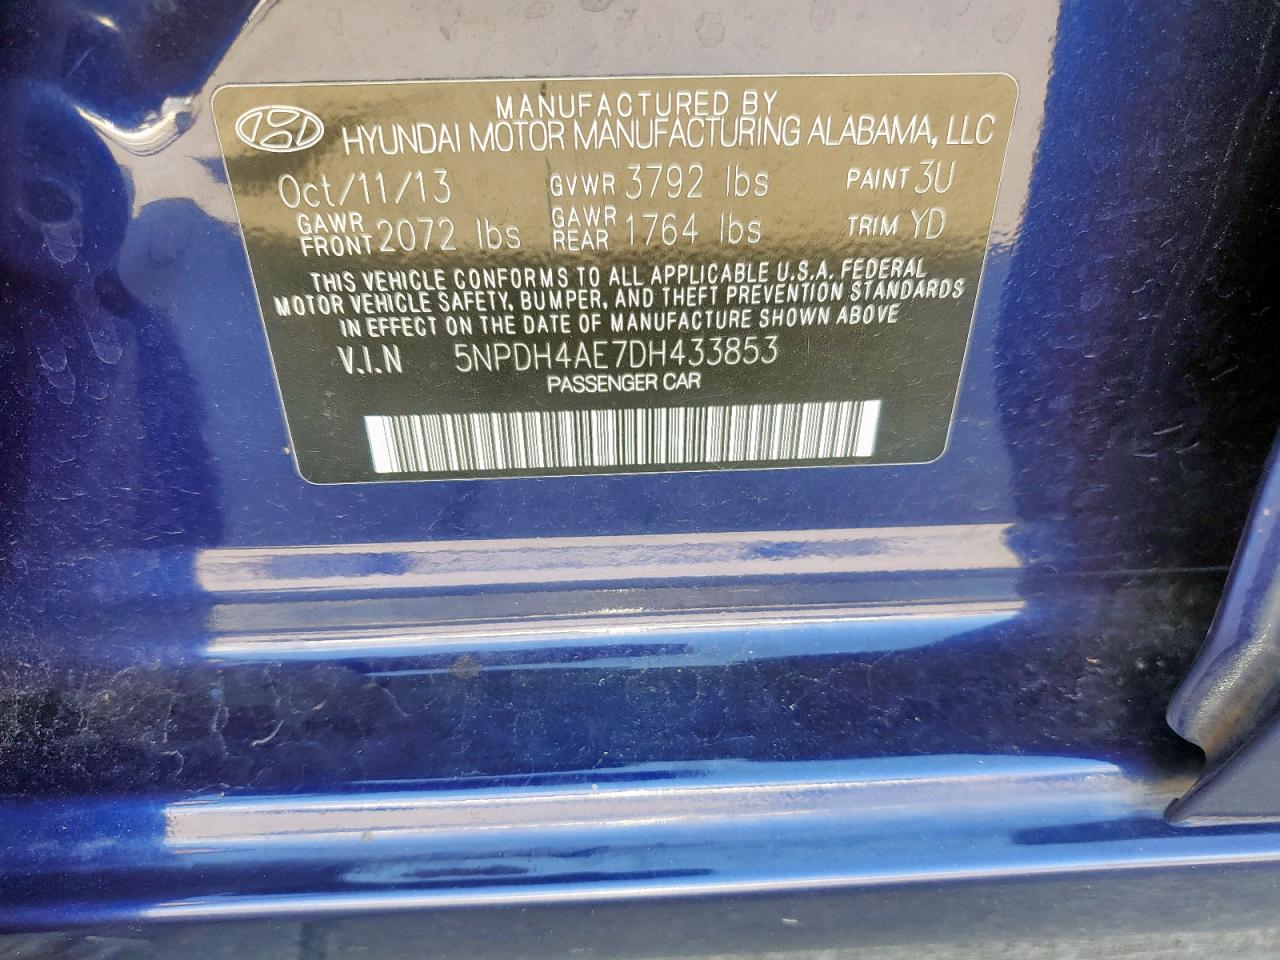 MANUFACTURED BY
HYUNDAI MOTOR MANUFACTURING ALABAMA, LLC
Oct/11/13 GVWR 3792 lbs PAINT 3U
GAWR FRONT 2072 lbs GAWR REAR 1764 lbs TRIM YD
THIS VEHICLE CONFORMS TO ALL APPLICABLE U.S.A. FEDERAL
MOTOR VEHICLE SAFETY, BUMPER, AND THEFT PREVENTION STANDARDS
IN EFFECT ON THE DATE OF MANUFACTURE SHOWN ABOVE
V.I.N 5NPDH4AE7DH433853
PASSENGER CAR